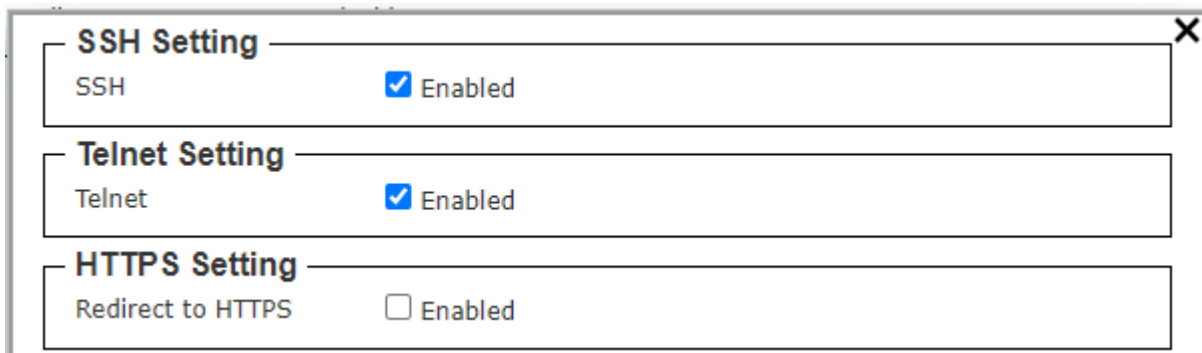 SSH Setting
SSH Enabled
Telnet Setting
Telnet Enabled
HTTPS Setting
Redirect to HTTPS Enabled